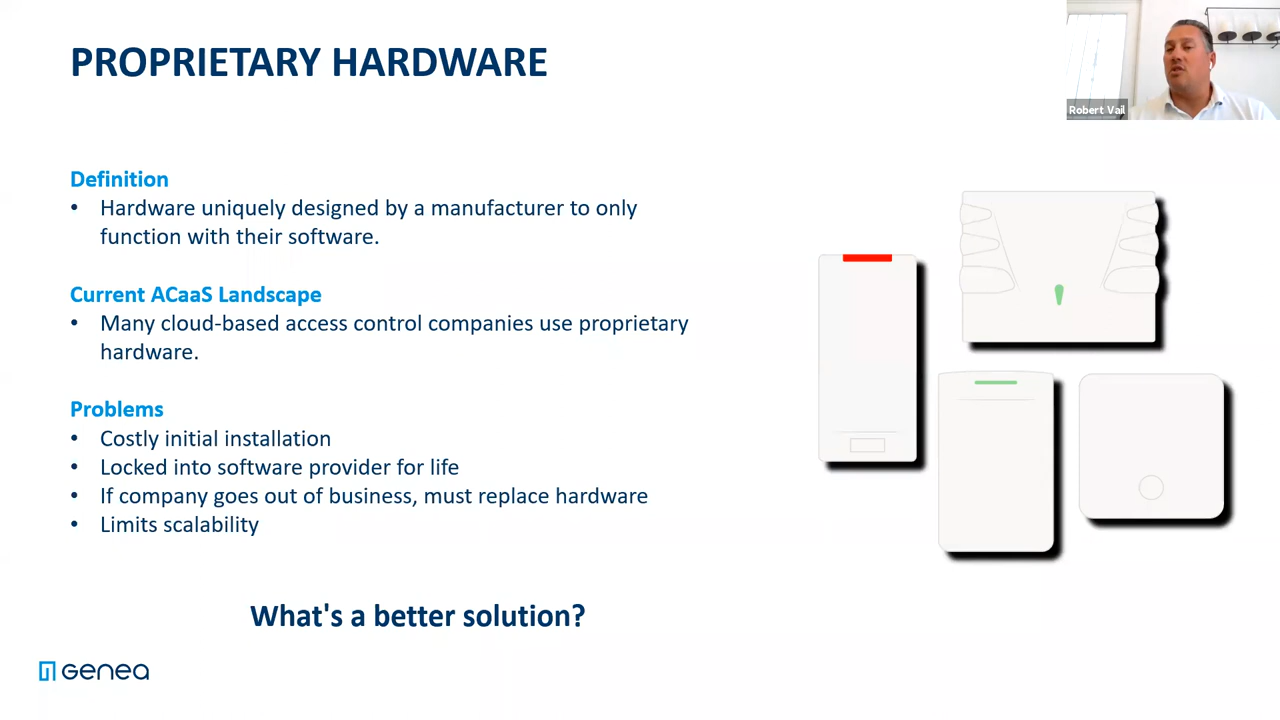 PROPRIETARY HARDWARE
Robert Vail
Definition
• Hardware uniquely designed by a manufacturer to only
function with their software.
Current ACaaS Landscape
• Many cloud-based access control companies use proprietary
hardware.
Problems
• Costly initial installation
• Locked into software provider for life
• If company goes out of business, must replace hardware
• Limits scalability
What's a better solution?
Genea